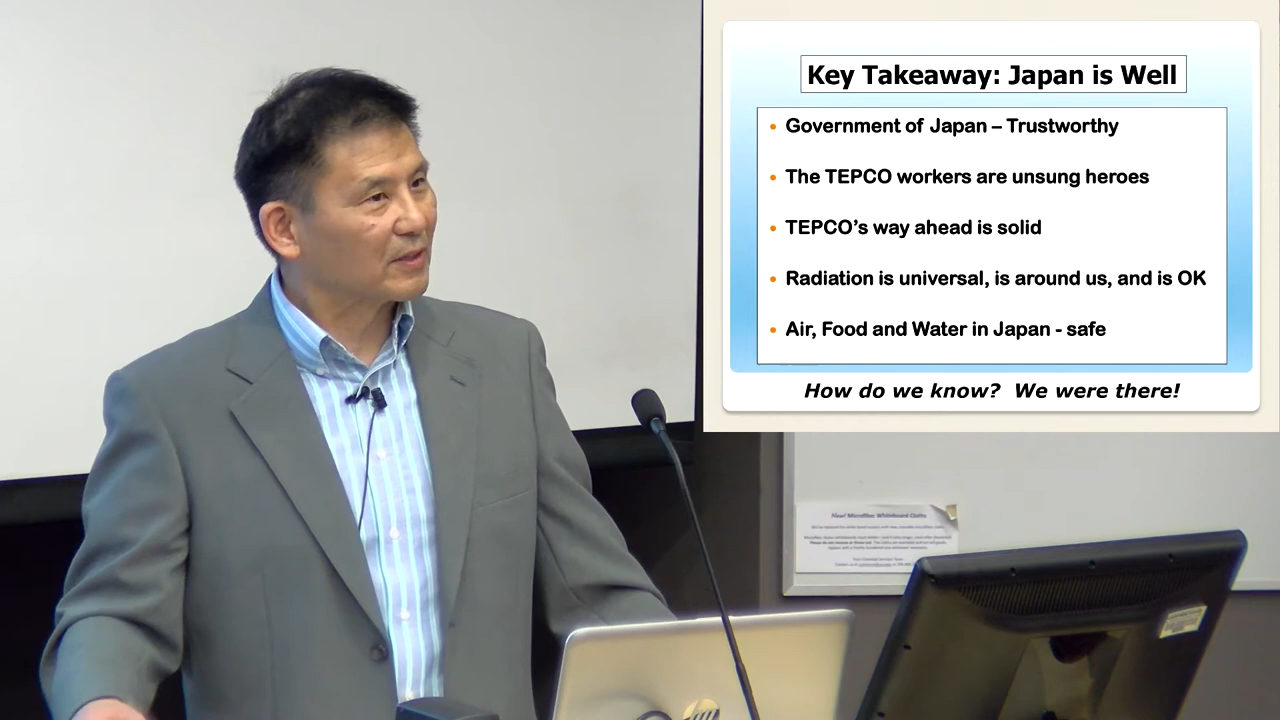 Key Takeaway: Japan is Well
• Government of Japan – Trustworthy
• The TEPCO workers are unsung heroes
• TEPCO's way ahead is solid
• Radiation is universal, is around us, and is OK
• Air, Food and Water in Japan - safe
How do we know? We were there!
New! Microfiber Whiteboard Cloths
hp